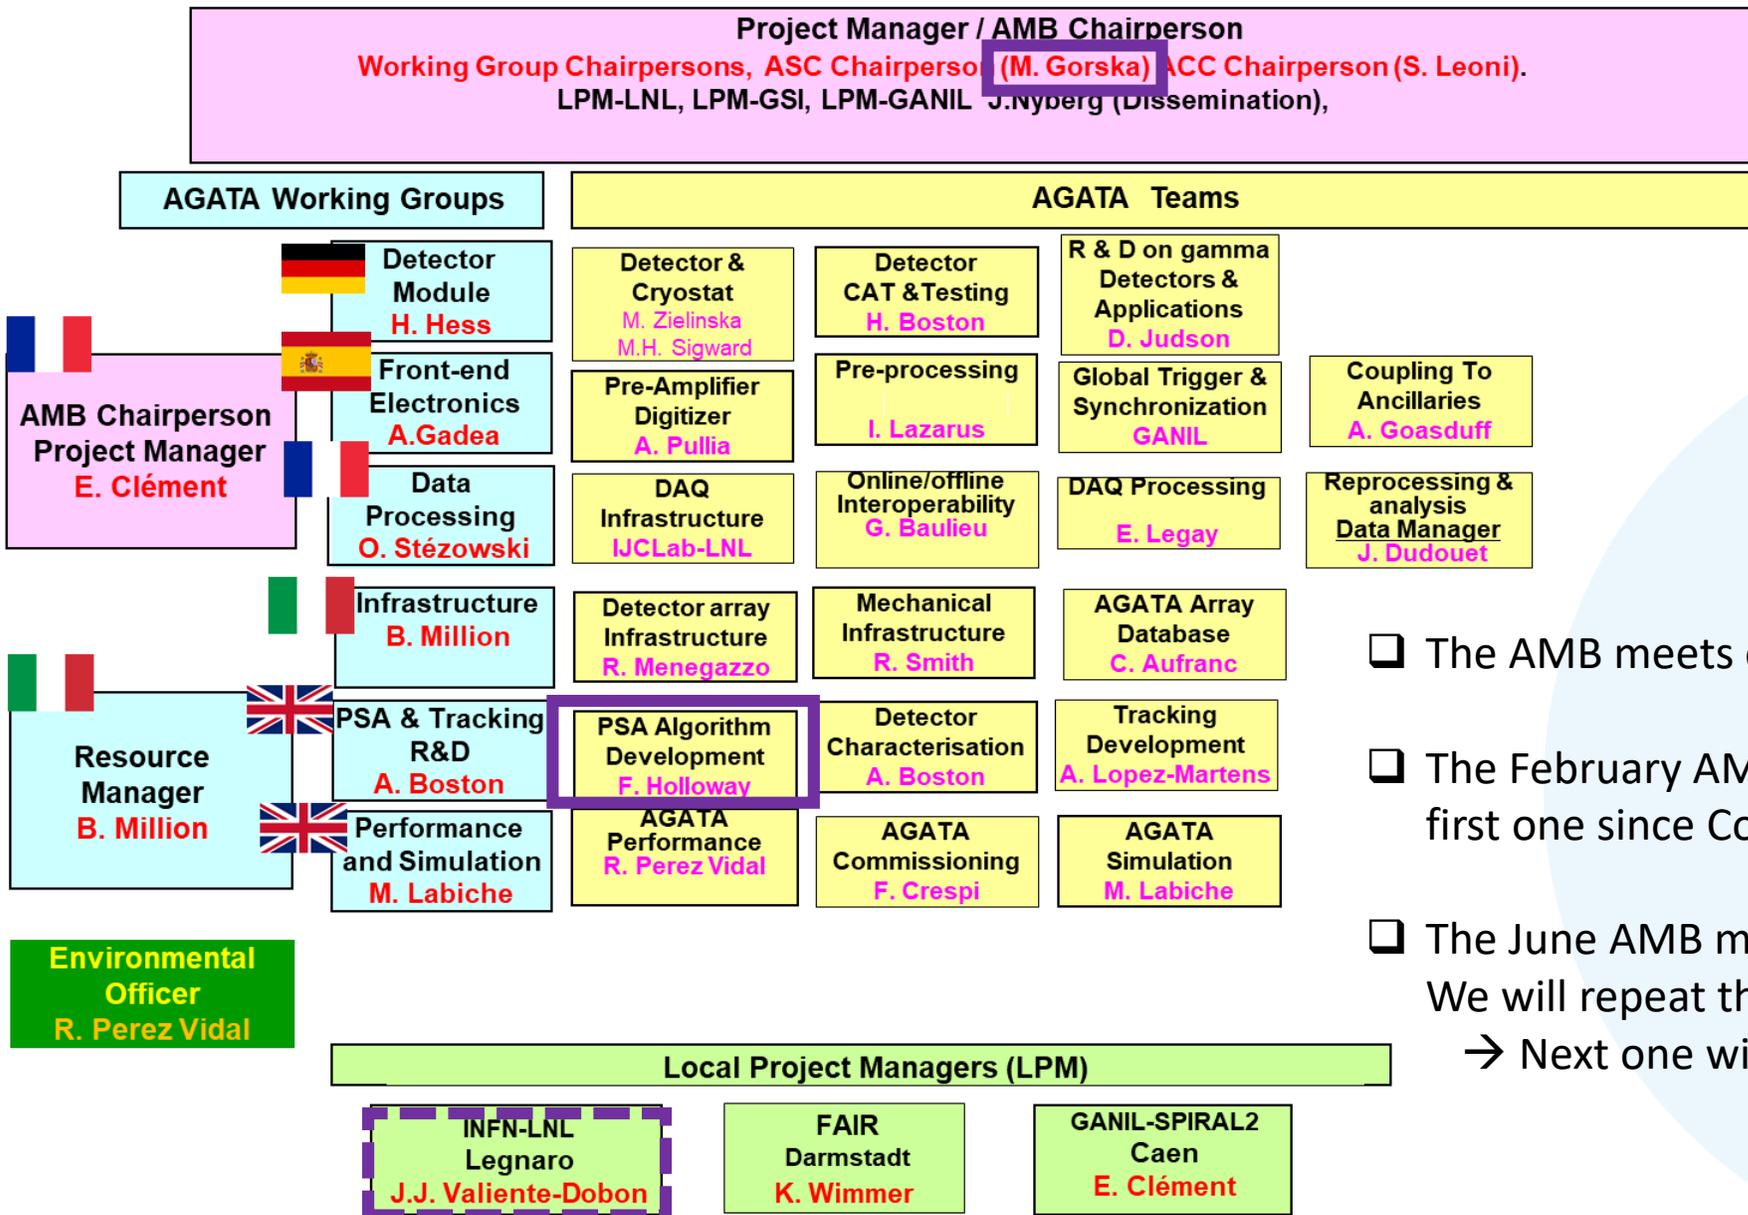 Project Manager / AMB Chairperson
Working Group Chairpersons, ASC Chairperson (M. Gorska) ACC Chairperson (S. Leoni).
LPM-LNL, LPM-GSI, LPM-GANIL J.Nyberg (Dissemination),
AGATA Working Groups
AGATA Teams
Detector
Module
H. Hess
Detector &
Cryostat
M. Zielinska
M.H. Sigward
Detector
CAT &Testing
H. Boston
R & D on gamma
Detectors &
Applications
D. Judson
AMB Chairperson
Project Manager
E. Clément
Front-end
Electronics
A.Gadea
Pre-Amplifier
Digitizer
A. Pullia
Pre-processing
I. Lazarus
Global Trigger &
Synchronization
GANIL
Coupling To
Ancillaries
A. Goasduff
Data
Processing
O. Stézowski
DAQ
Infrastructure
IJCLab-LNL
Online/offline
Interoperability
G. Baulieu
DAQ Processing
E. Legay
Reprocessing &
analysis
Data Manager
J. Dudouet
Infrastructure
B. Million
Detector array
Infrastructure
R. Menegazzo
Mechanical
Infrastructure
R. Smith
AGATA Array
Database
C. Aufranc
Resource
Manager
B. Million
PSA & Tracking
R&D
A. Boston
PSA Algorithm
Development
F. Holloway
Detector
Characterisation
A. Boston
Tracking
Development
A. Lopez-Martens
Performance
and Simulation
M. Labiche
AGATA
Performance
R. Perez Vidal
AGATA
Commissioning
F. Crespi
AGATA
Simulation
M. Labiche
Environmental
Officer
R. Perez Vidal
Local Project Managers (LPM)
INFN-LNL
Legnaro
J.J. Valiente-Dobon
FAIR
Darmstadt
K. Wimmer
GANIL-SPIRAL2
Caen
E. Clément
❑ The AMB meets
❑ The February AM
first one since Co
❑ The June AMB m
We will repeat th
→ Next one wi